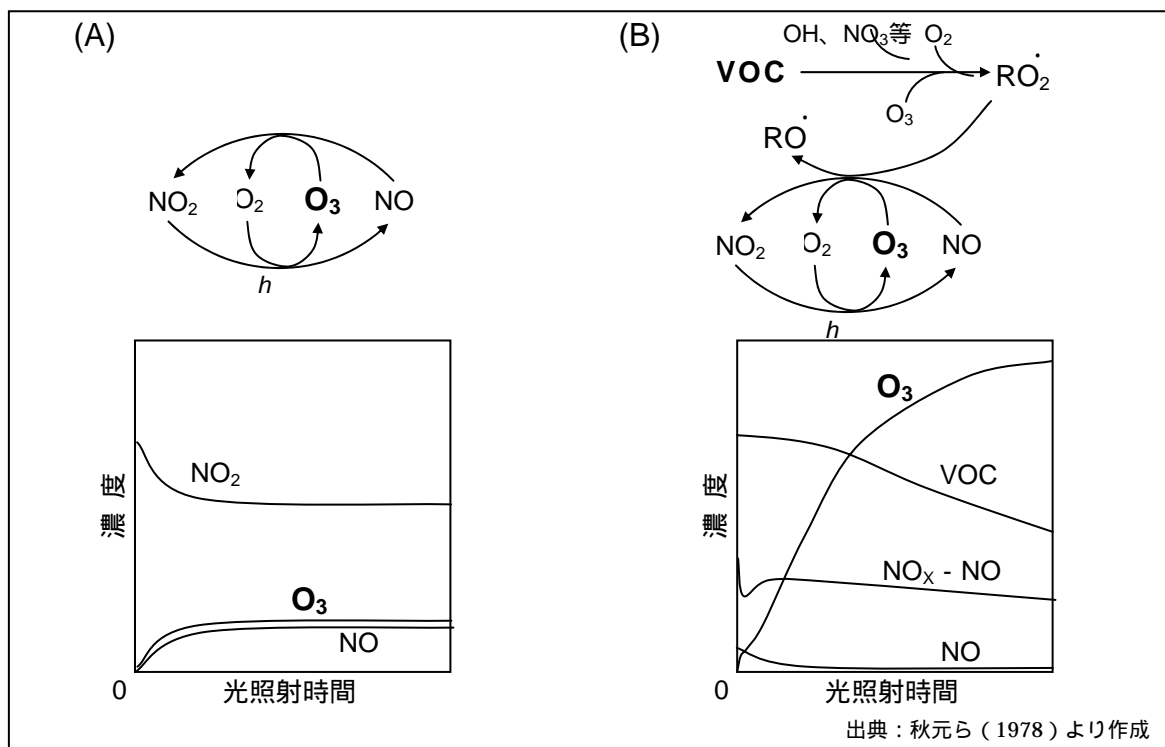 (A)
NO2 O2 O3 NO
h
濃度
NO2
O3
NO
0
光照射時間
(B)
OH、NO3等 O2
VOC
RO2・
O3
RO・
NO2 O2 O3 NO
h
濃度
O3
VOC
NOX - NO
NO
0
光照射時間
出典：秋元ら（1978）より作成